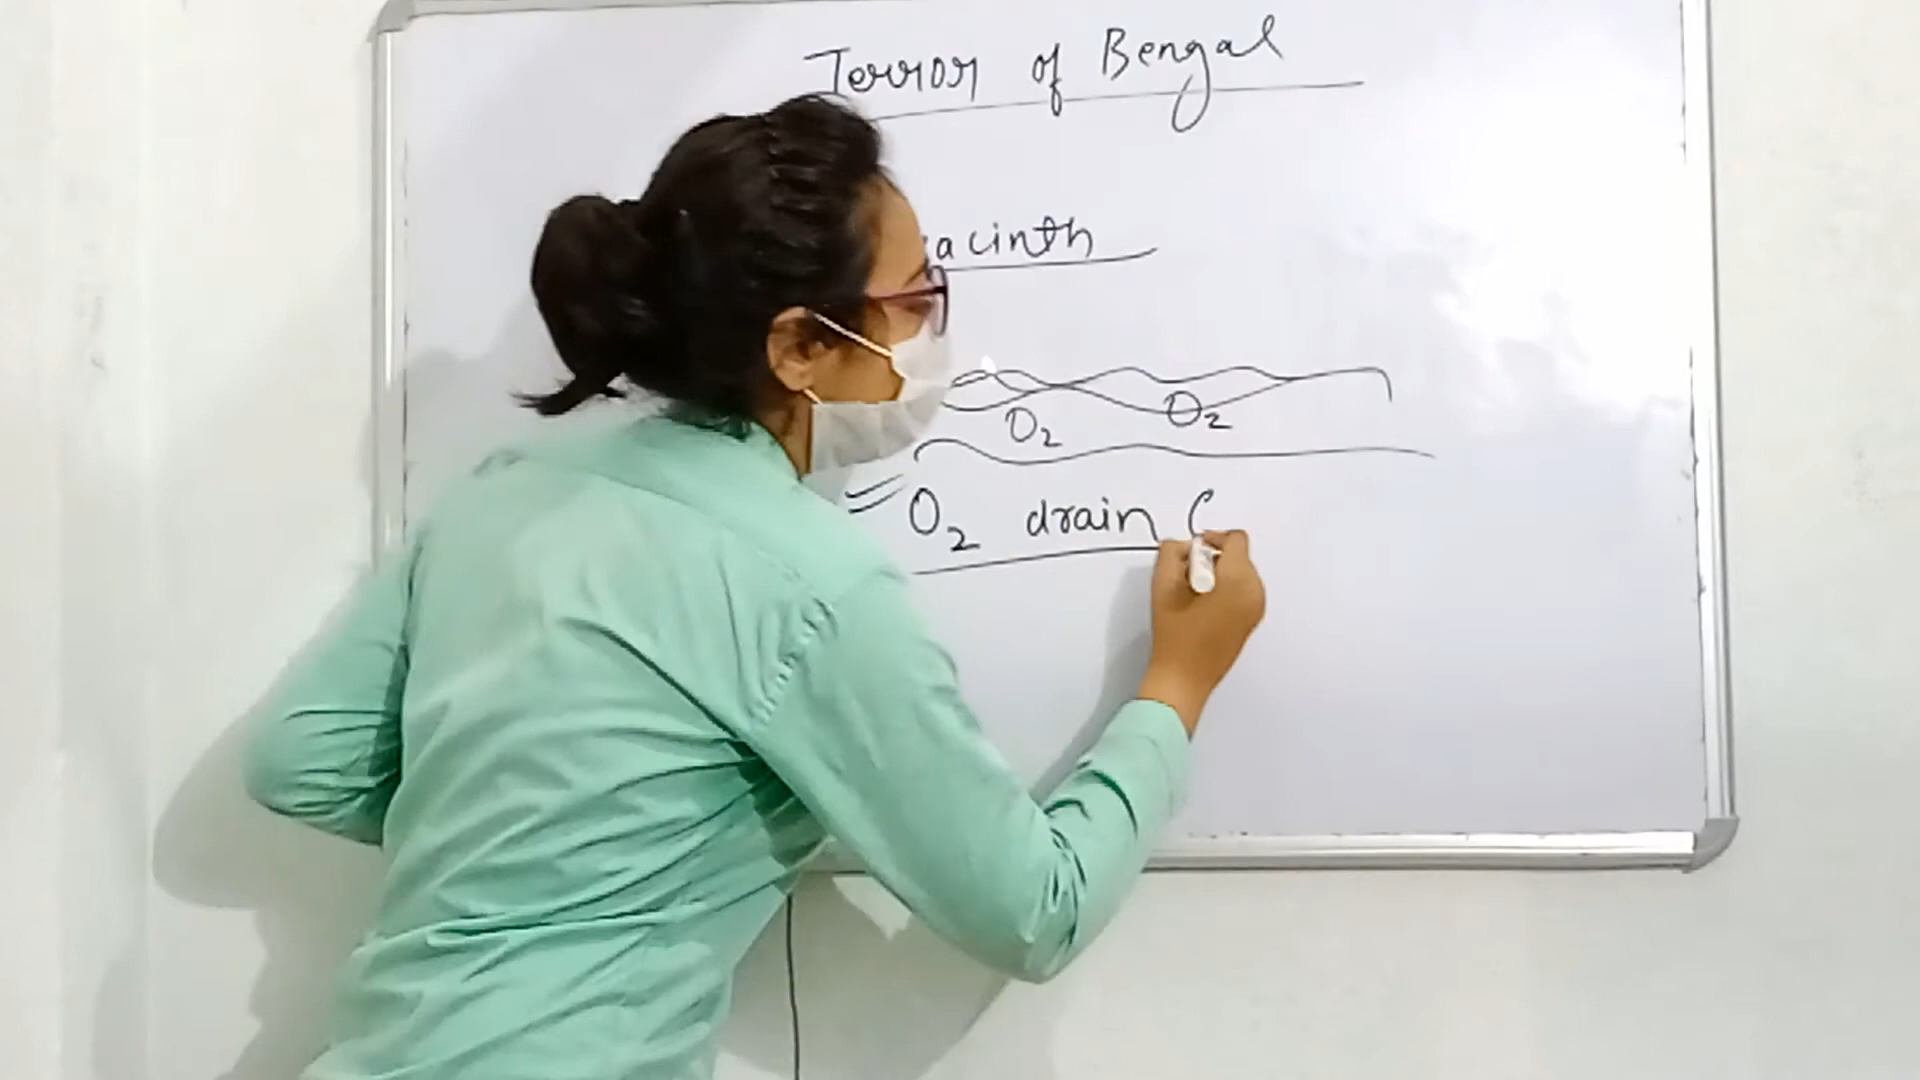 Terror of Bengal
acinth
O₂ O₂
= O₂ drain (